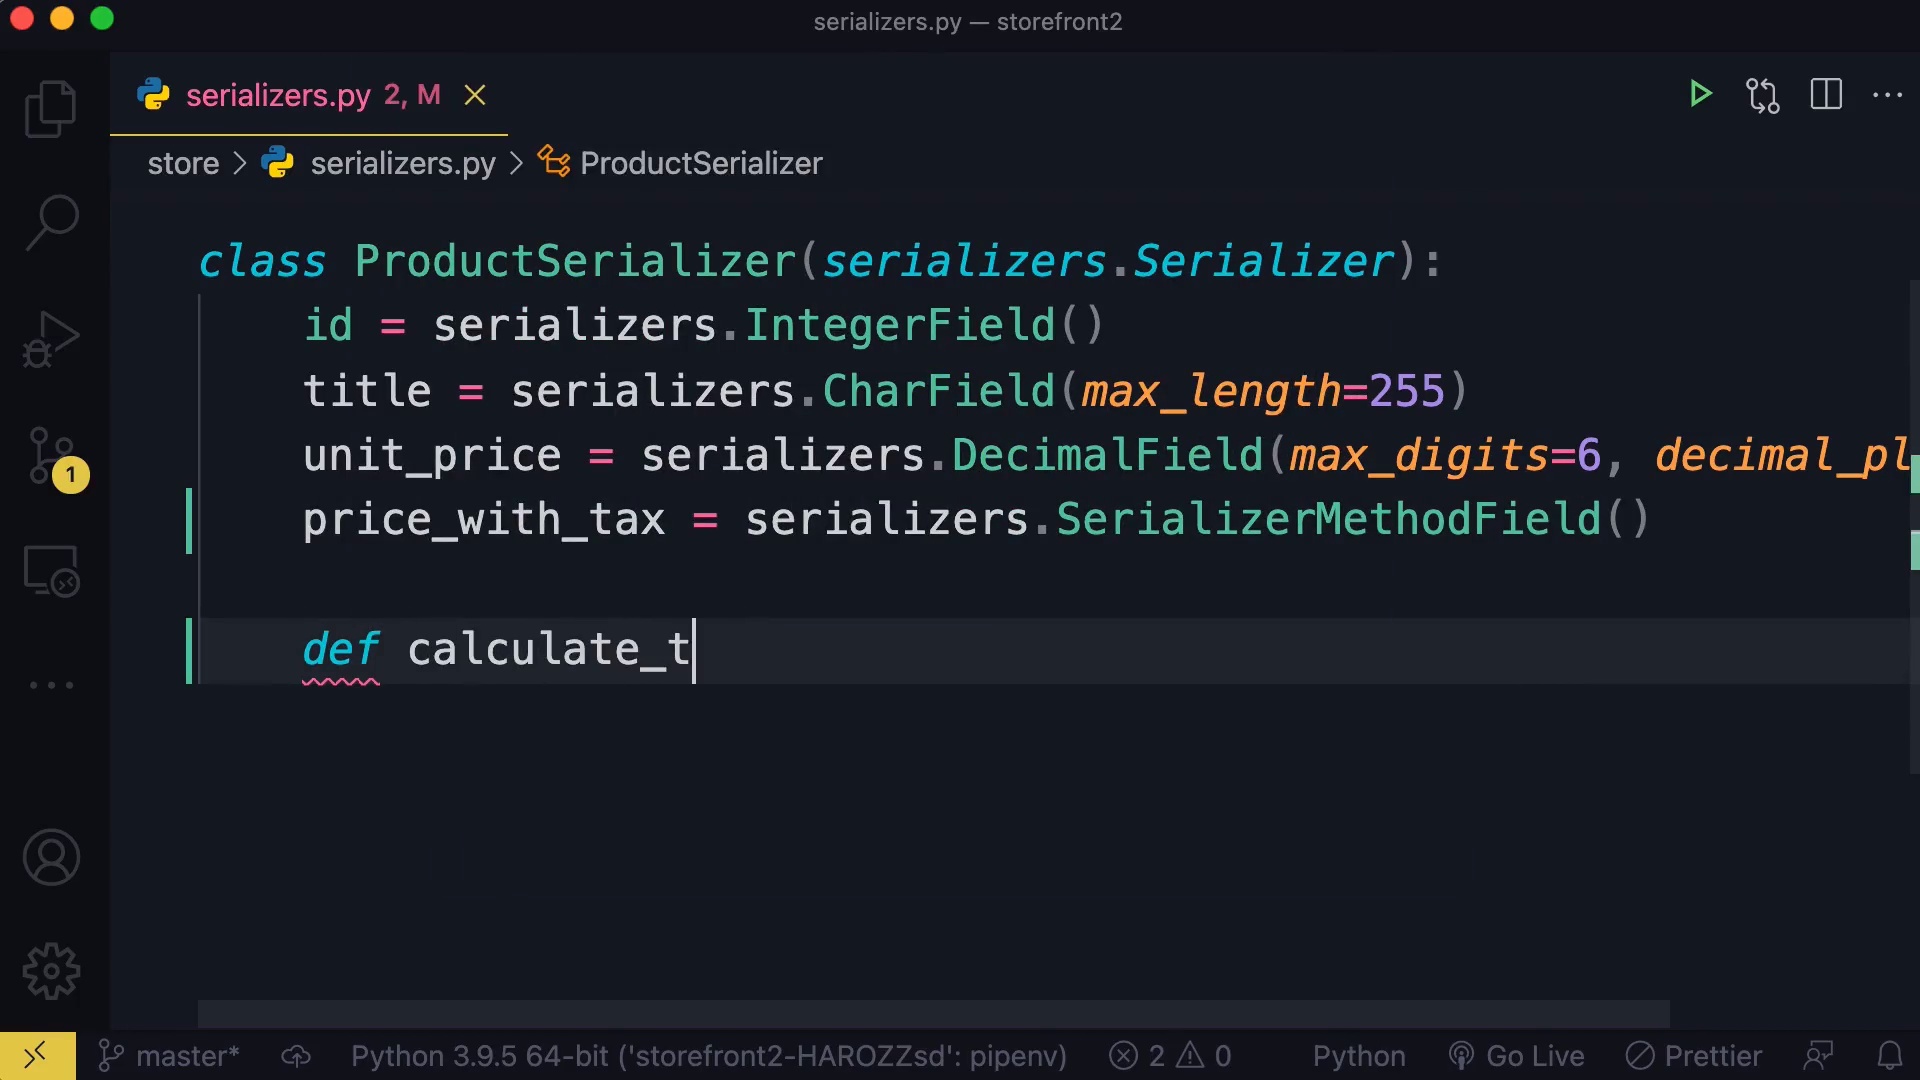 serializers.py — storefront2
serializers.py 2, M
store > serializers.py > ProductSerializer
class ProductSerializer(serializers.Serializer):
id = serializers.IntegerField()
title = serializers.CharField(max_length=255)
unit_price = serializers.DecimalField(max_digits=6, decimal_pl
price_with_tax = serializers.SerializerMethodField()
def calculate_t
1
master* Python 3.9.5 64-bit ('storefront2-HAROZZsd': pipenv) 2 0 Python Go Live Prettier